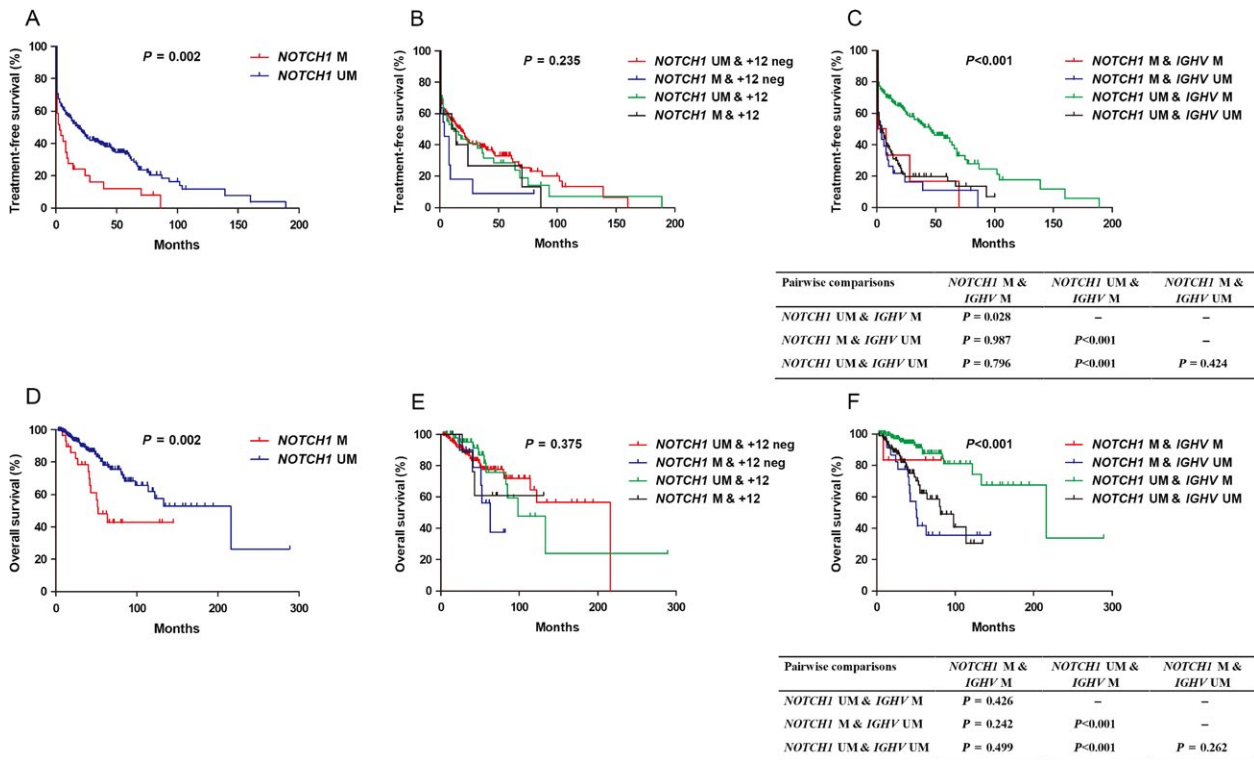 A
P = 0.002
NOTCH1 M
NOTCH1 UM
Treatment-free survival (%)
100
80
60
40
20
0
0 50 100 150 200
Months
B
P = 0.235
NOTCH1 UM & +12 neg
NOTCH1 M & +12 neg
NOTCH1 UM & +12
NOTCH1 M & +12
Treatment-free survival (%)
100
80
60
40
20
0
0 50 100 150 200
Months
C
P<0.001
NOTCH1 M & IGHV M
NOTCH1 M & IGHV UM
NOTCH1 UM & IGHV M
NOTCH1 UM & IGHV UM
Treatment-free survival (%)
100
80
60
40
20
0
0 50 100 150 200
Months
Pairwise comparisons NOTCH1 M & NOTCH1 UM & NOTCH1 M &
IGHV M IGHV M IGHV UM
NOTCH1 UM & IGHV M P = 0.028 – –
NOTCH1 M & IGHV UM P = 0.987 P<0.001 –
NOTCH1 UM & IGHV UM P = 0.796 P<0.001 P = 0.424
D
P = 0.002
NOTCH1 M
NOTCH1 UM
Overall survival (%)
100
80
60
40
20
0
0 100 200 300
Months
E
P = 0.375
NOTCH1 UM & +12 neg
NOTCH1 M & +12 neg
NOTCH1 UM & +12
NOTCH1 M & +12
Overall survival (%)
100
80
60
40
20
0
0 100 200 300
Months
F
P<0.001
NOTCH1 M & IGHV M
NOTCH1 M & IGHV UM
NOTCH1 UM & IGHV M
NOTCH1 UM & IGHV UM
Overall survival (%)
100
80
60
40
20
0
0 100 200 300
Months
Pairwise comparisons NOTCH1 M & NOTCH1 UM & NOTCH1 M &
IGHV M IGHV M IGHV UM
NOTCH1 UM & IGHV M P = 0.426 – –
NOTCH1 M & IGHV UM P = 0.242 P<0.001 –
NOTCH1 UM & IGHV UM P = 0.499 P<0.001 P = 0.262